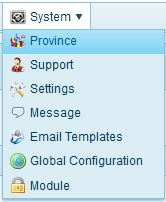 System
Province
Support
Settings
Message
Email Templates
Global Configuration
Module